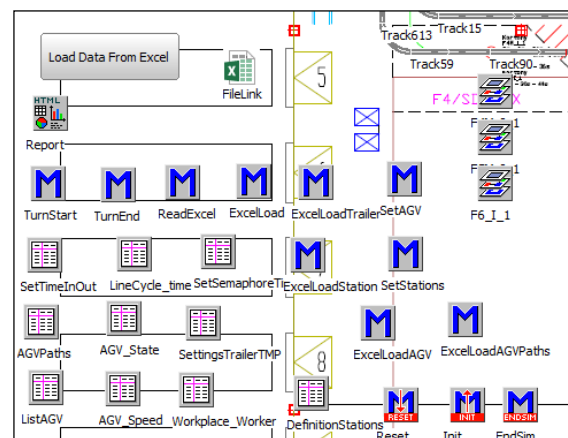 Track613
Track15
Load Data From Excel
FileLink
5
Track59
Track90
Report
HTML
TurnStart
TurnEnd
ReadExcel
ExcelLoad
ExcelLoadTrailer
SetAGV
F6_I_1
SetTimeInOut
LineCycle_time
ExcelLoadStation
SetStations
AGVPaths
AGV_State
SettingsTrailerTMP
8
ExcelLoadAGV
ExcelLoadAGVPaths
ListAGV
AGV_Speed
Workplace_Worker
DefinitionStations
RESET
INIT
ENDSIM
Reset
Init
EndSim